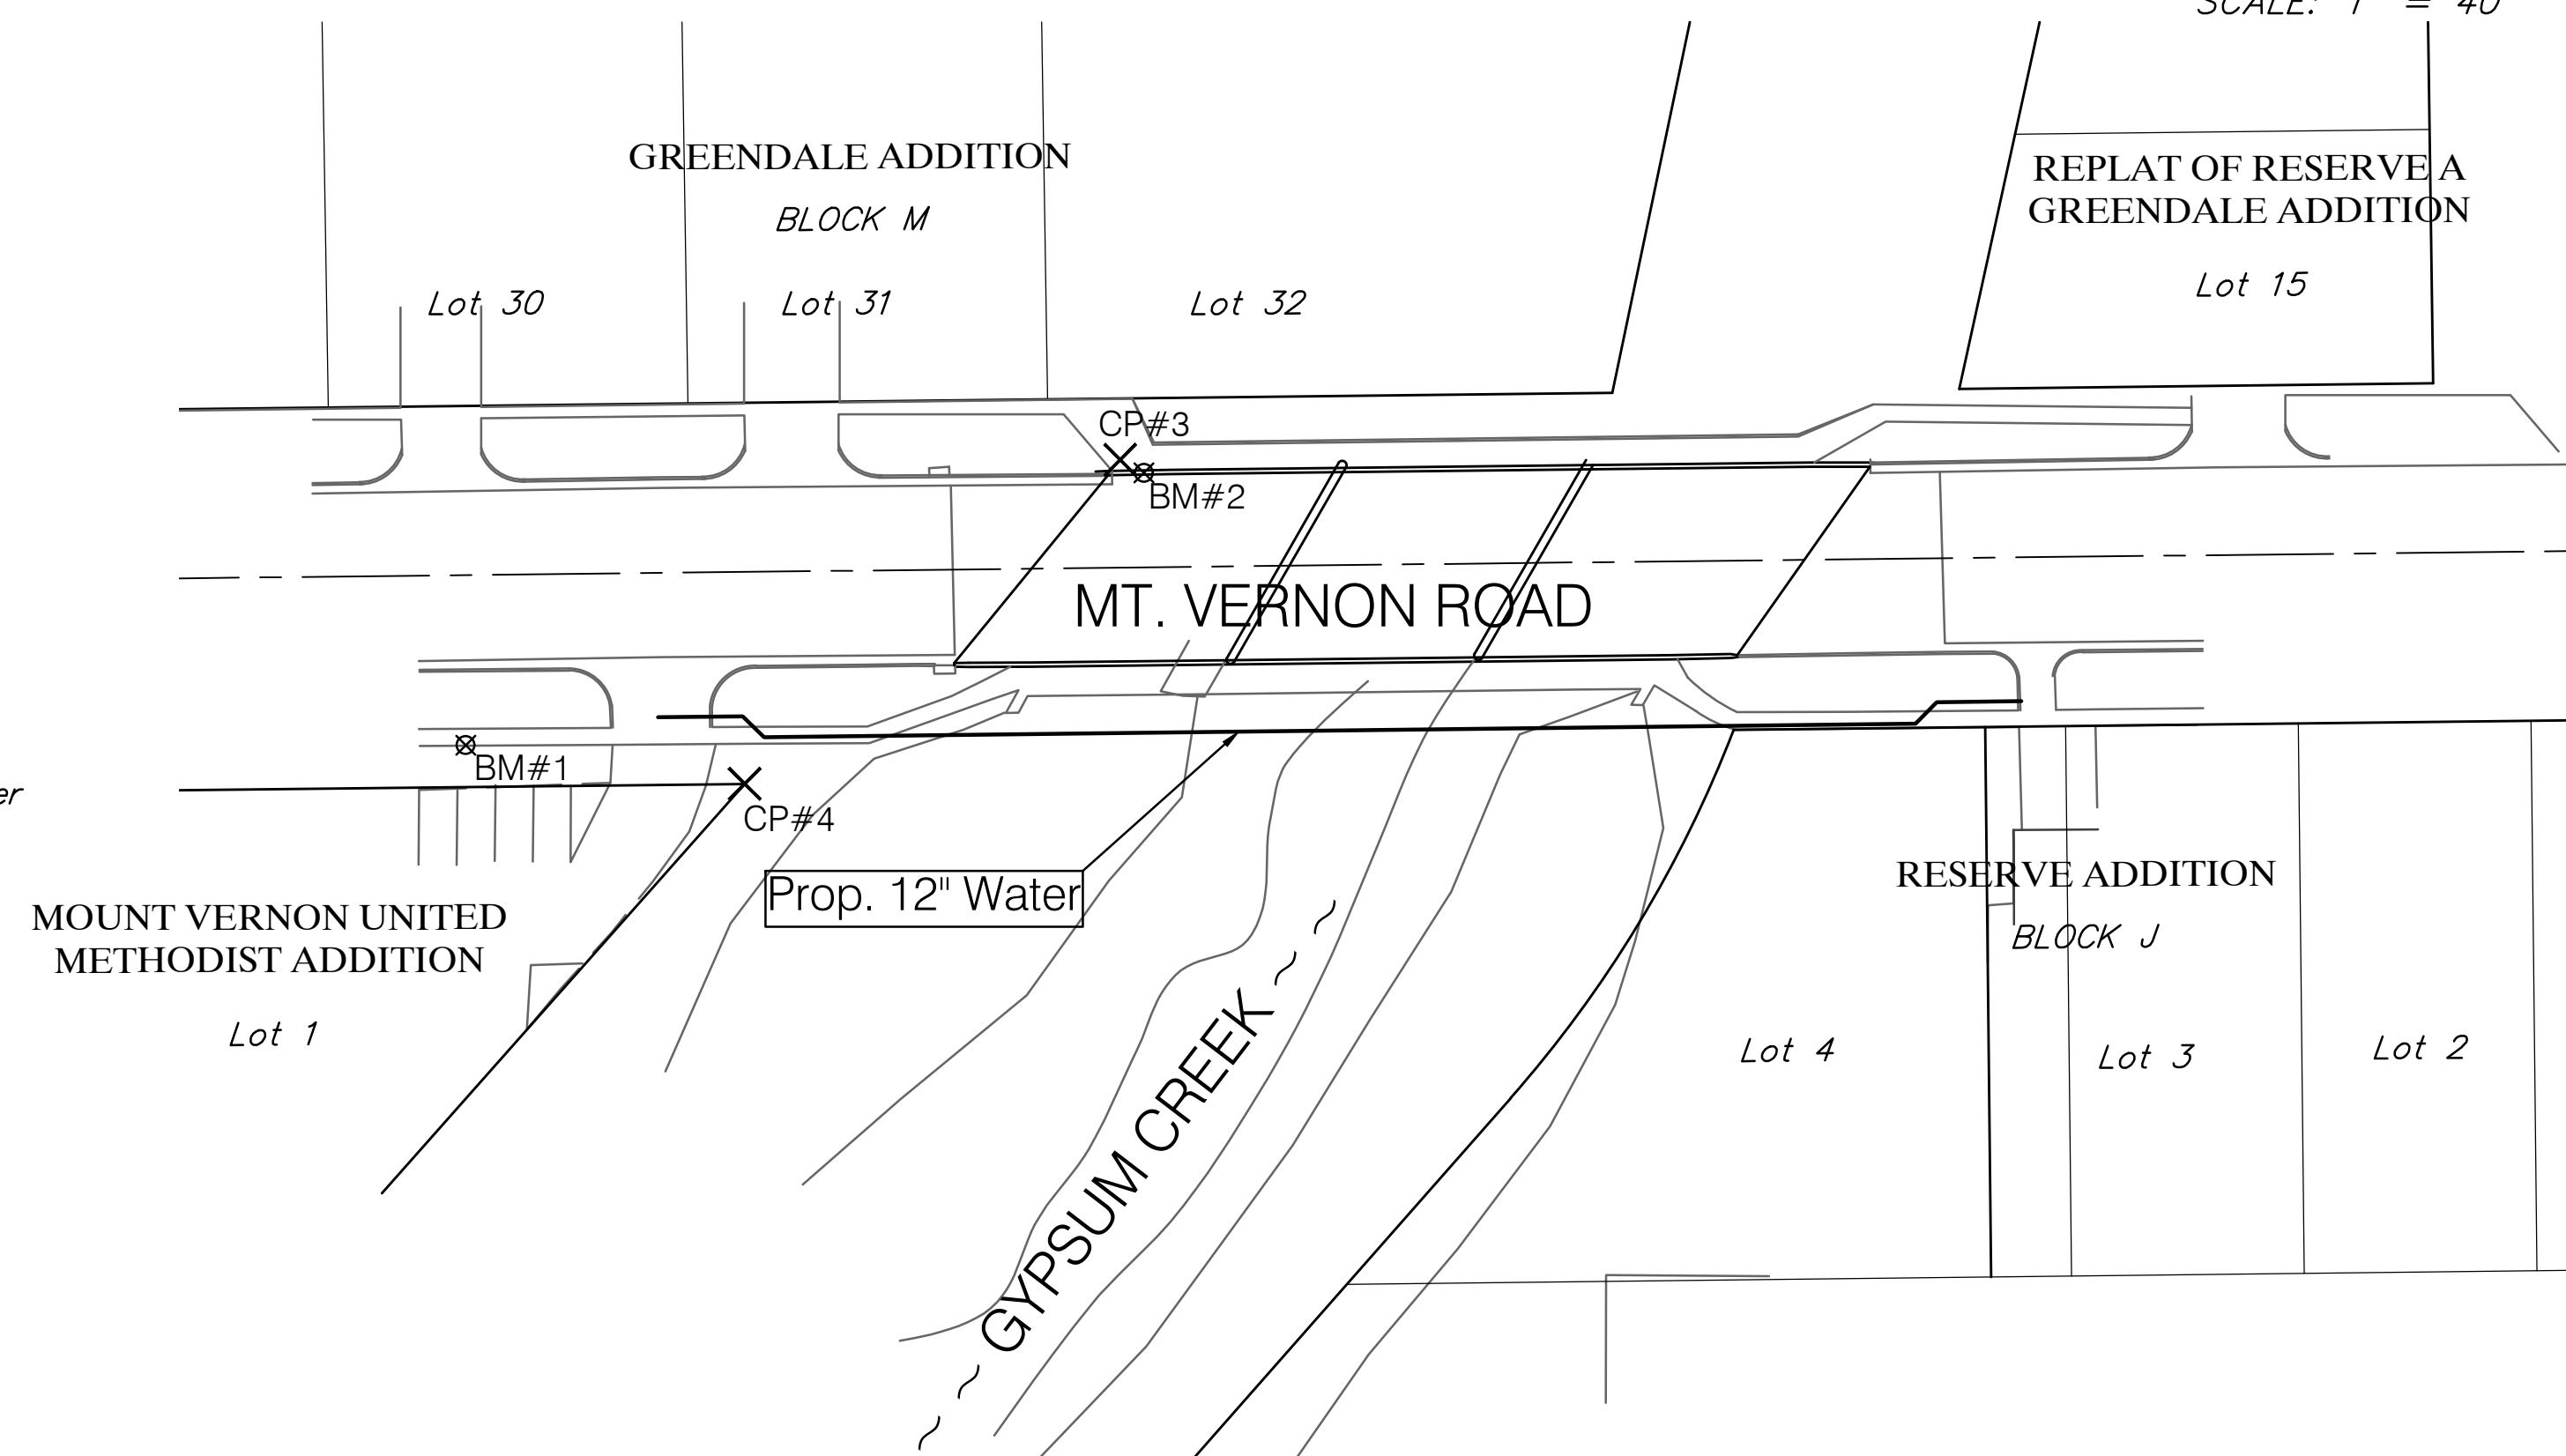 SCALE: 1" = 40'
GREENDALE ADDITION
BLOCK M
Lot 30
Lot 31
Lot 32
REPLAT OF RESERVE A
GREENDALE ADDITION
Lot 15
CP#3
BM#2
MT. VERNON ROAD
BM#1
CP#4
Prop. 12" Water
MOUNT VERNON UNITED
METHODIST ADDITION
Lot 1
GYPSUM CREEK
RESERVE ADDITION
BLOCK J
Lot 4
Lot 3
Lot 2